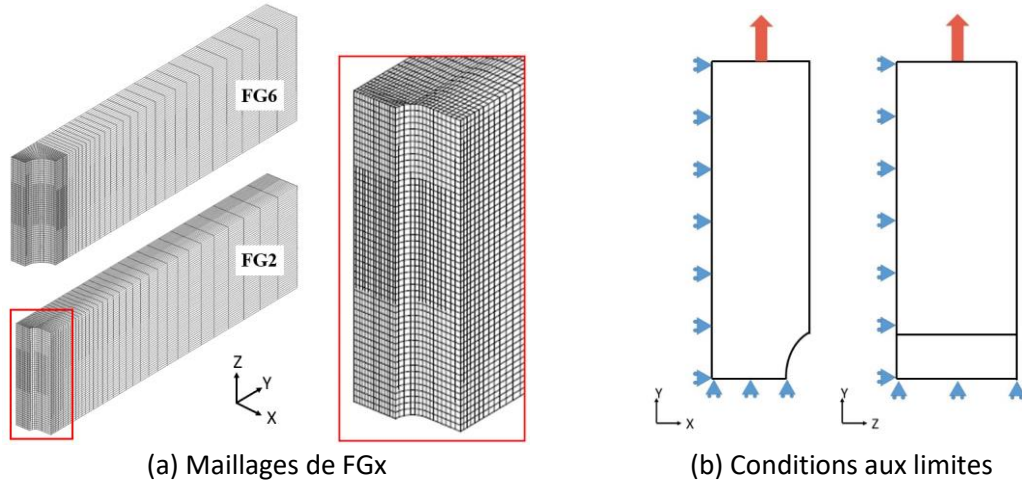 FG6
FG2
Z
Y
X
Y
X
Y
Z
(a) Maillages de FGx
(b) Conditions aux limites